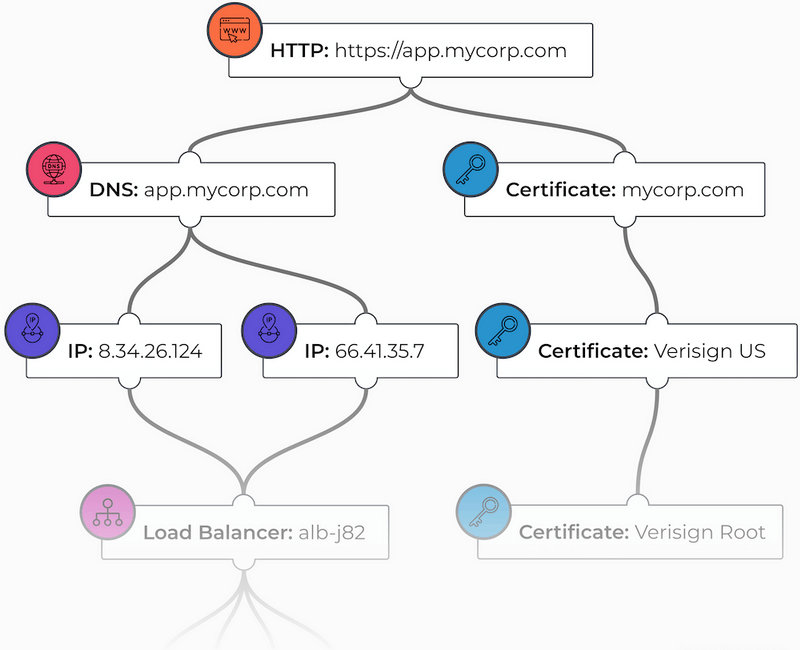 WWW
HTTP: https://app.mycorp.com
DNS
DNS: app.mycorp.com
Certificate: mycorp.com
IP
IP: 8.34.26.124
IP
IP: 66.41.35.7
Certificate: Verisign US
Load Balancer: alb-j82
Certificate: Verisign Root